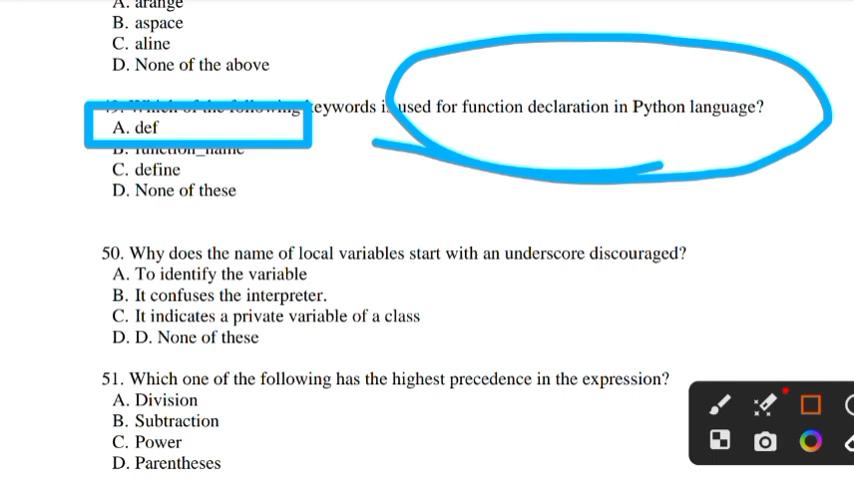 A. arange
B. aspace
C. aline
D. None of the above
keywords is used for function declaration in Python language?
A. def
B. function_name
C. define
D. None of these
50. Why does the name of local variables start with an underscore discouraged?
A. To identify the variable
B. It confuses the interpreter.
C. It indicates a private variable of a class
D. D. None of these
51. Which one of the following has the highest precedence in the expression?
A. Division
B. Subtraction
C. Power
D. Parentheses